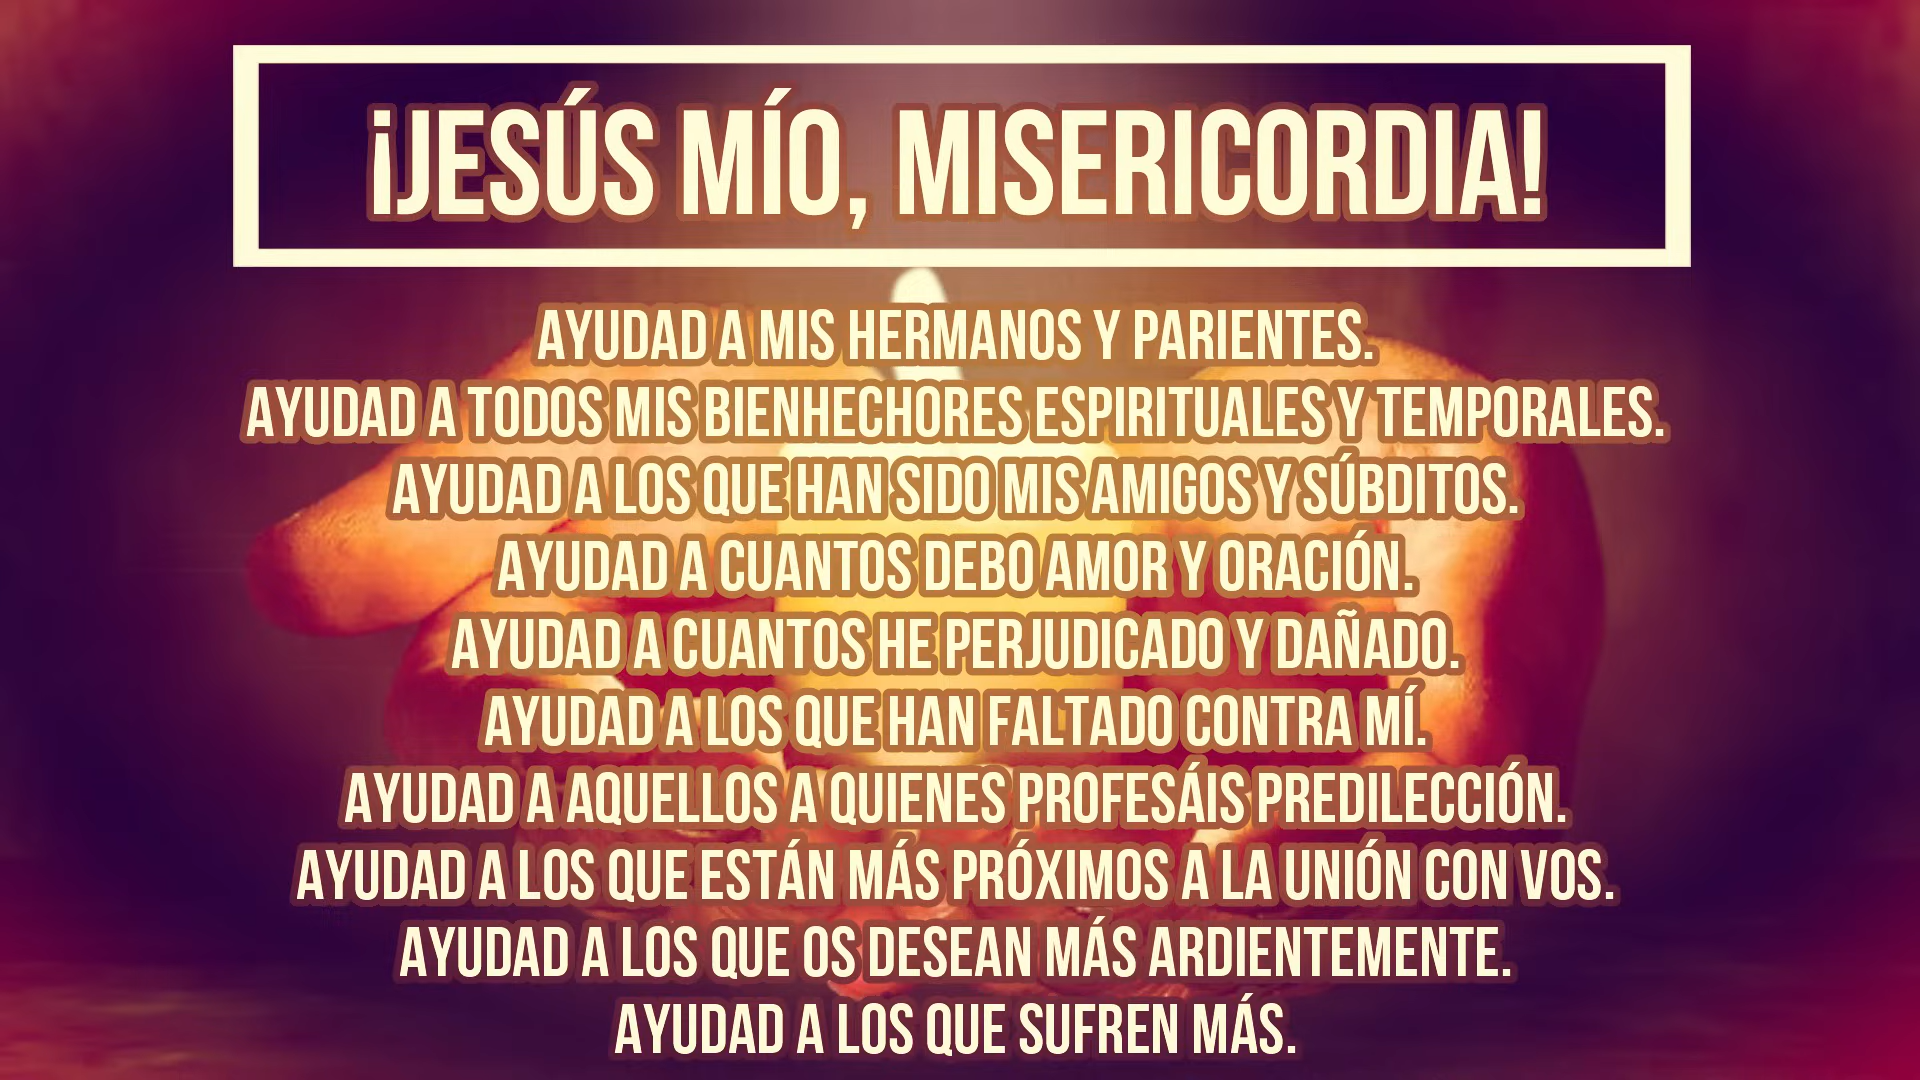 ¡JESÚS MÍO, MISERICORDIA!
AYUDAD A MIS HERMANOS Y PARIENTES.
AYUDAD A TODOS MIS BIENHECHORES ESPIRITUALES Y TEMPORALES.
AYUDAD A LOS QUE HAN SIDO MIS AMIGOS Y SÚBDITOS.
AYUDAD A CUANTOS DEBO AMOR Y ORACIÓN.
AYUDAD A CUANTOS HE PERJUDICADO Y DAÑADO.
AYUDAD A LOS QUE HAN FALTADO CONTRA MÍ.
AYUDAD A AQUELLOS A QUIENES PROFESÁIS PREDILECCIÓN.
AYUDAD A LOS QUE ESTÁN MÁS PRÓXIMOS A LA UNIÓN CON VOS.
AYUDAD A LOS QUE OS DESEAN MÁS ARDIENTEMENTE.
AYUDAD A LOS QUE SUFREN MÁS.